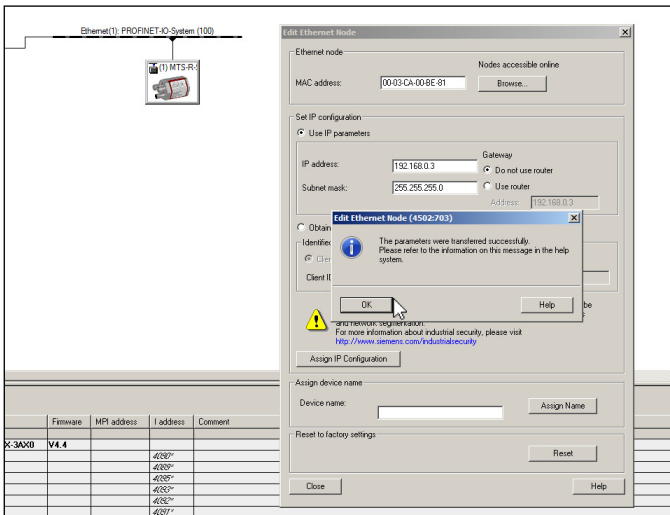 Ethernet(1): PROFINET-IO-System (100)
(1) MTS-R-
Edit Ethernet Node
Ethernet node
Nodes accessible online
MAC address:
00-03-CA-00-BE-81
Browse...
Set IP configuration
Use IP parameters
Gateway
IP address:
192.168.0.3
Do not use router
Subnet mask:
255.255.255.0
Use router
Address:
192.168.0.3
Edit Ethernet Node (4502:703)
Obtain
Identified
Client ID
The parameters were transferred successfully.
Please refer to the information on this message in the help
system.
OK
Help
be
and network segmentation.
For more information about industrial security, please visit
http://www.siemens.com/industrialsecurity
Assign IP Configuration
Assign device name
Device name:
Assign Name
Reset to factory settings
Reset
Close
Help
Firmware MPI address I address Comment
X-3AX0 V4.4
4090*
4089*
4095*
4093*
4092*
4091*